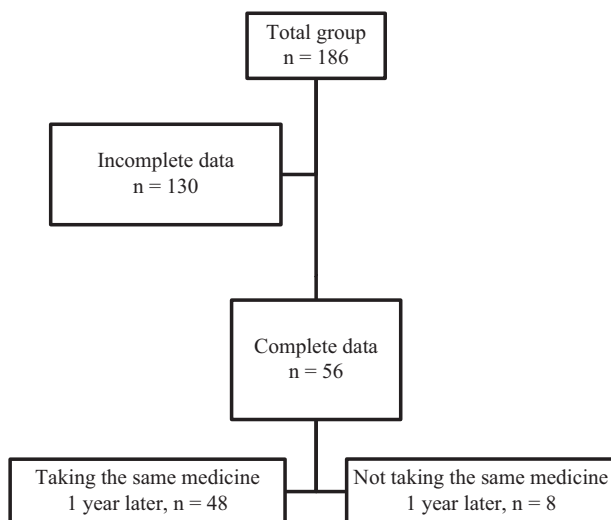 Total group
n = 186
Incomplete data
n = 130
Complete data
n = 56
Taking the same medicine
1 year later, n = 48
Not taking the same medicine
1 year later, n = 8